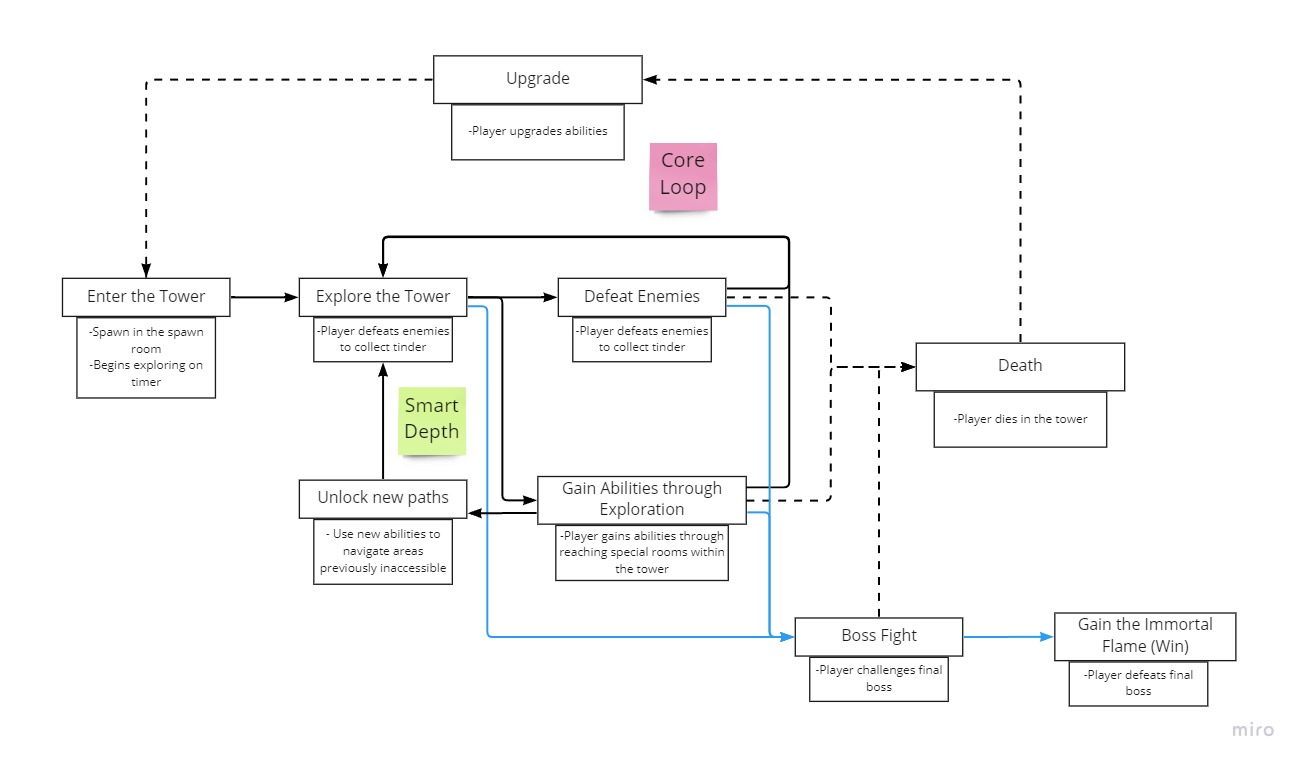 Upgrade
-Player upgrades abilities
Core
Loop
Enter the Tower
-Spawn in the spawn
room
-Begins exploring on
timer
Explore the Tower
-Player defeats enemies
to collect tinder
Defeat Enemies
-Player defeats enemies
to collect tinder
Death
-Player dies in the tower
Smart
Depth
Unlock new paths
- Use new abilities to
navigate areas
previously inaccessible
Gain Abilities through
Exploration
-Player gains abilities through
reaching special rooms within
the tower
Boss Fight
-Player challenges final
boss
Gain the Immortal
Flame (Win)
-Player defeats final
boss
miro